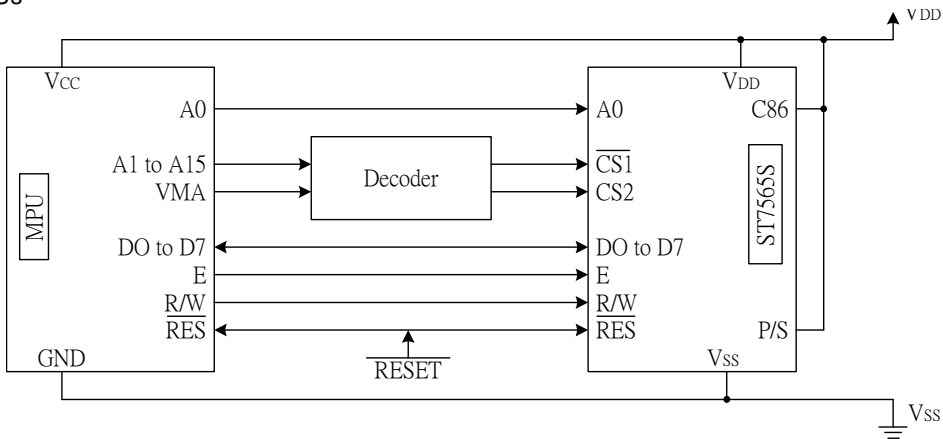 VDD
VCC
VDD
A0
A0
C86
A1 to A15
Decoder
CS1
VMA
CS2
MPU
ST7565S
DO to D7
DO to D7
E
E
R/W
R/W
RES
RES
P/S
RESET
GND
VSS
VSS